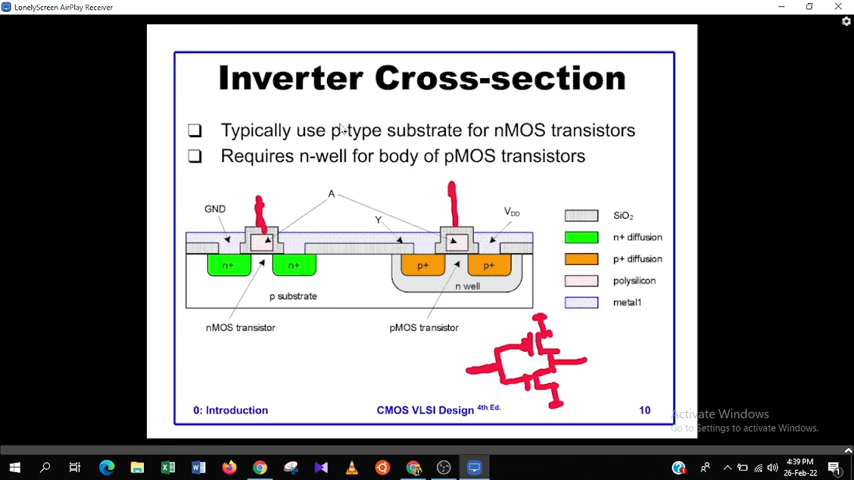 LonelyScreen AirPlay Receiver
Inverter Cross-section
Typically use p-type substrate for nMOS transistors
Requires n-well for body of pMOS transistors
A
GND
Y
VDD
SiO2
n+ diffusion
p+ diffusion
polysilicon
metal1
n+
n+
p+
p+
n well
p substrate
nMOS transistor
pMOS transistor
0: Introduction
CMOS VLSI Design 4th Ed.
10
Activate Windows
Go to Settings to activate Windows.
4:39 PM
26-Feb-22